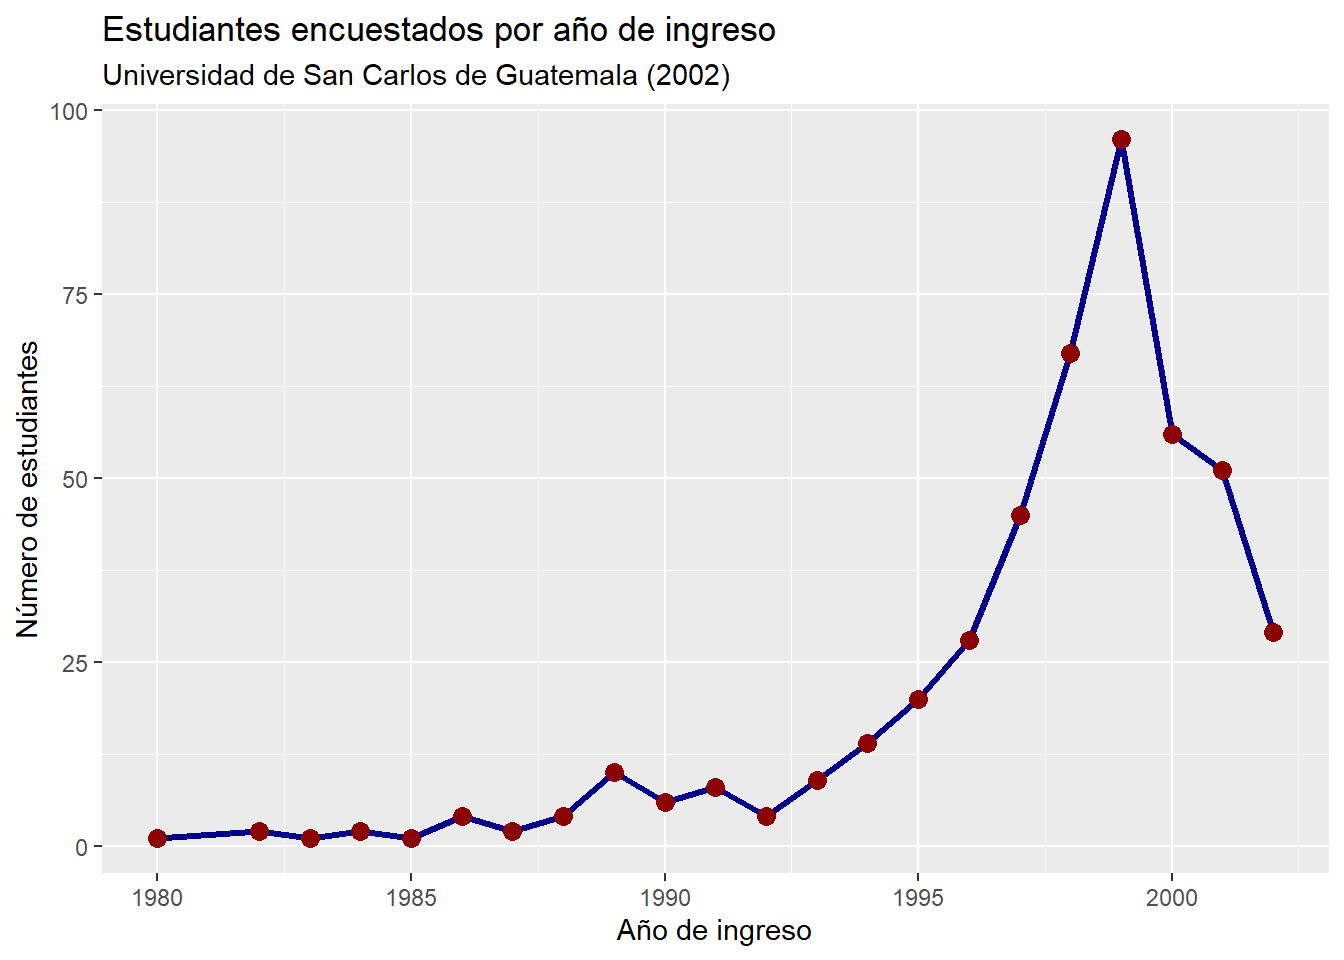 Estudiantes encuestados por año de ingreso
Universidad de San Carlos de Guatemala (2002)
100
75
50
25
0
Número de estudiantes
1980 1985 1990 1995 2000
Año de ingreso